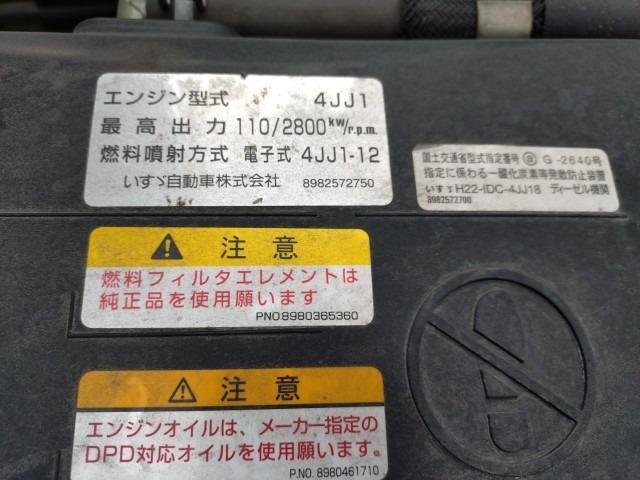 エンジン型式 4JJ1
最高出力 110/2800kW/r.p.m.
燃料噴射方式 電子式 4JJ1-12
いすゞ自動車株式会社 8982572750
国土交通省型式指定番号 ⓐ G-2640号
指定に係わる一酸化炭素等発散防止装置
いすゞH22-IDC-4JJ18 ディーゼル機関
8982572700
注意
燃料フィルタエレメントは
純正品を使用願います
PNO.8980365360
注意
エンジンオイルは、メーカー指定の
DPD対応オイルを使用願います。
P.NO. 8980461710